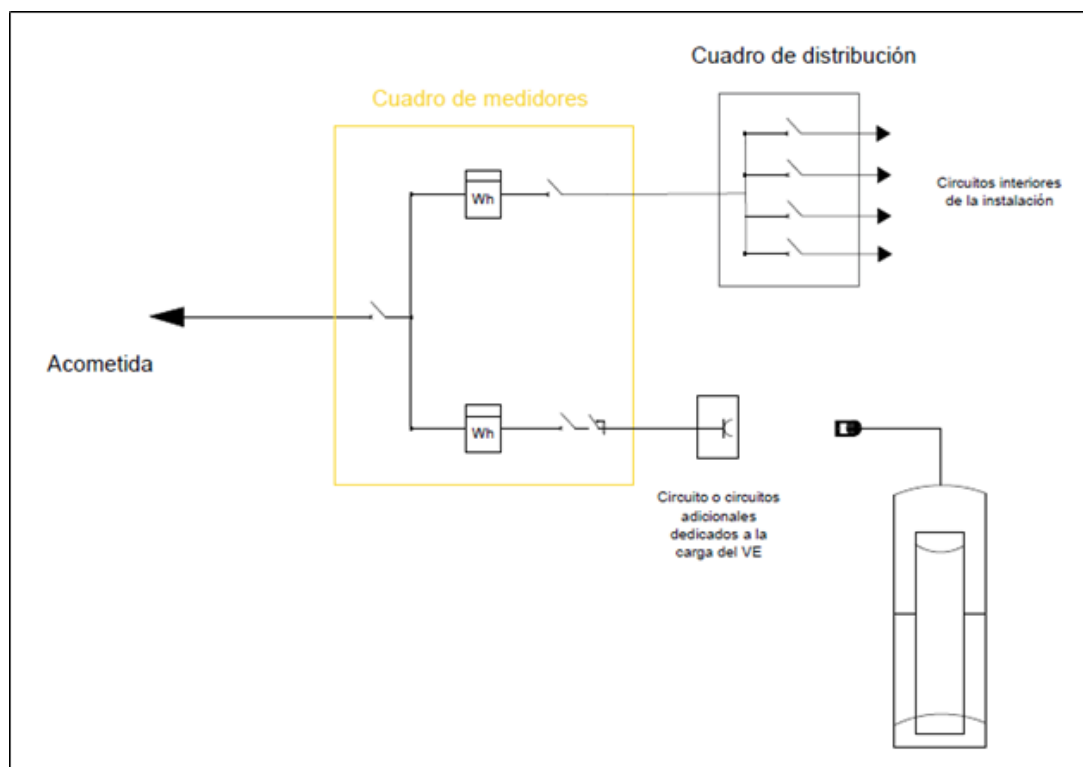 Cuadro de distribución
Cuadro de medidores
Wh
Circuitos interiores
de la instalación
Acometida
Wh
Circuito o circuitos
adicionales
dedicados a la
carga del VE